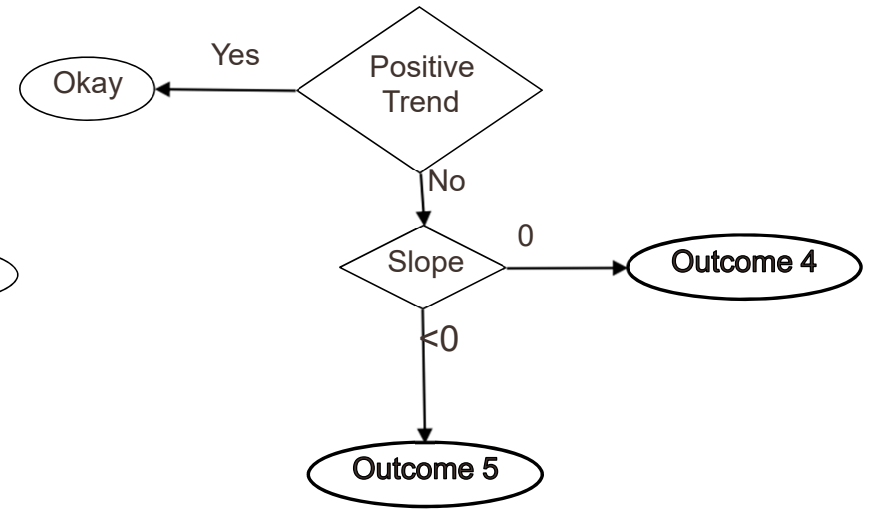 Yes
Okay
Positive
Trend
No
0
Slope
Outcome 4
<0
Outcome 5